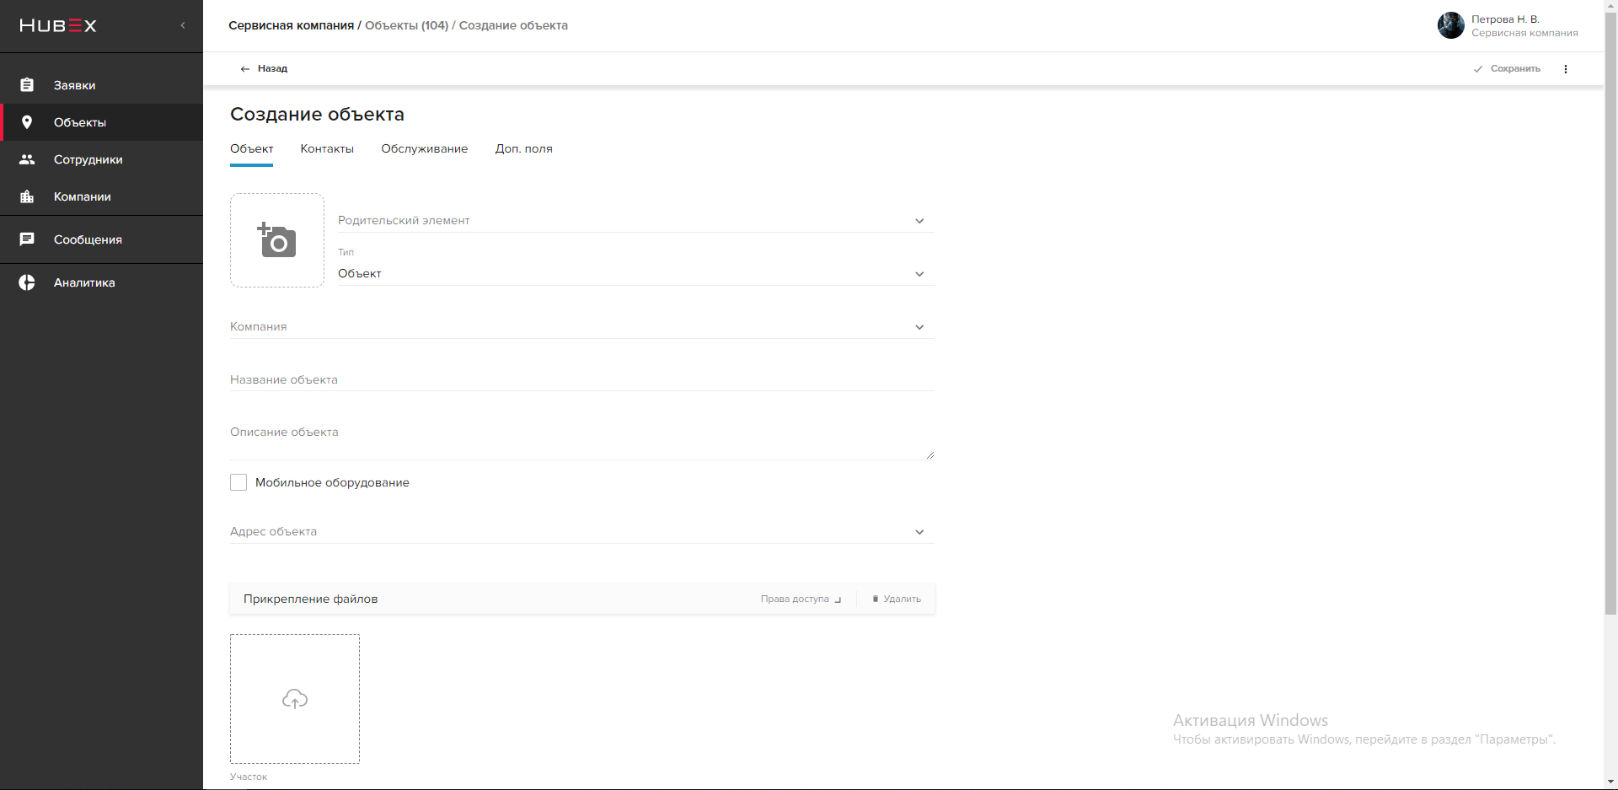 HUBEX
Сервисная компания / Объекты (104) / Создание объекта
Петрова Н. В.
Сервисная компания
Назад
Сохранить
Заявки
Объекты
Сотрудники
Компании
Сообщения
Аналитика
Создание объекта
Объект Контакты Обслуживание Доп. поля
Родительский элемент
Тип
Объект
Компания
Название объекта
Описание объекта
Мобильное оборудование
Адрес объекта
Прикрепление файлов Права доступа Удалить
Участок
Активация Windows
Чтобы активировать Windows, перейдите в раздел "Параметры".